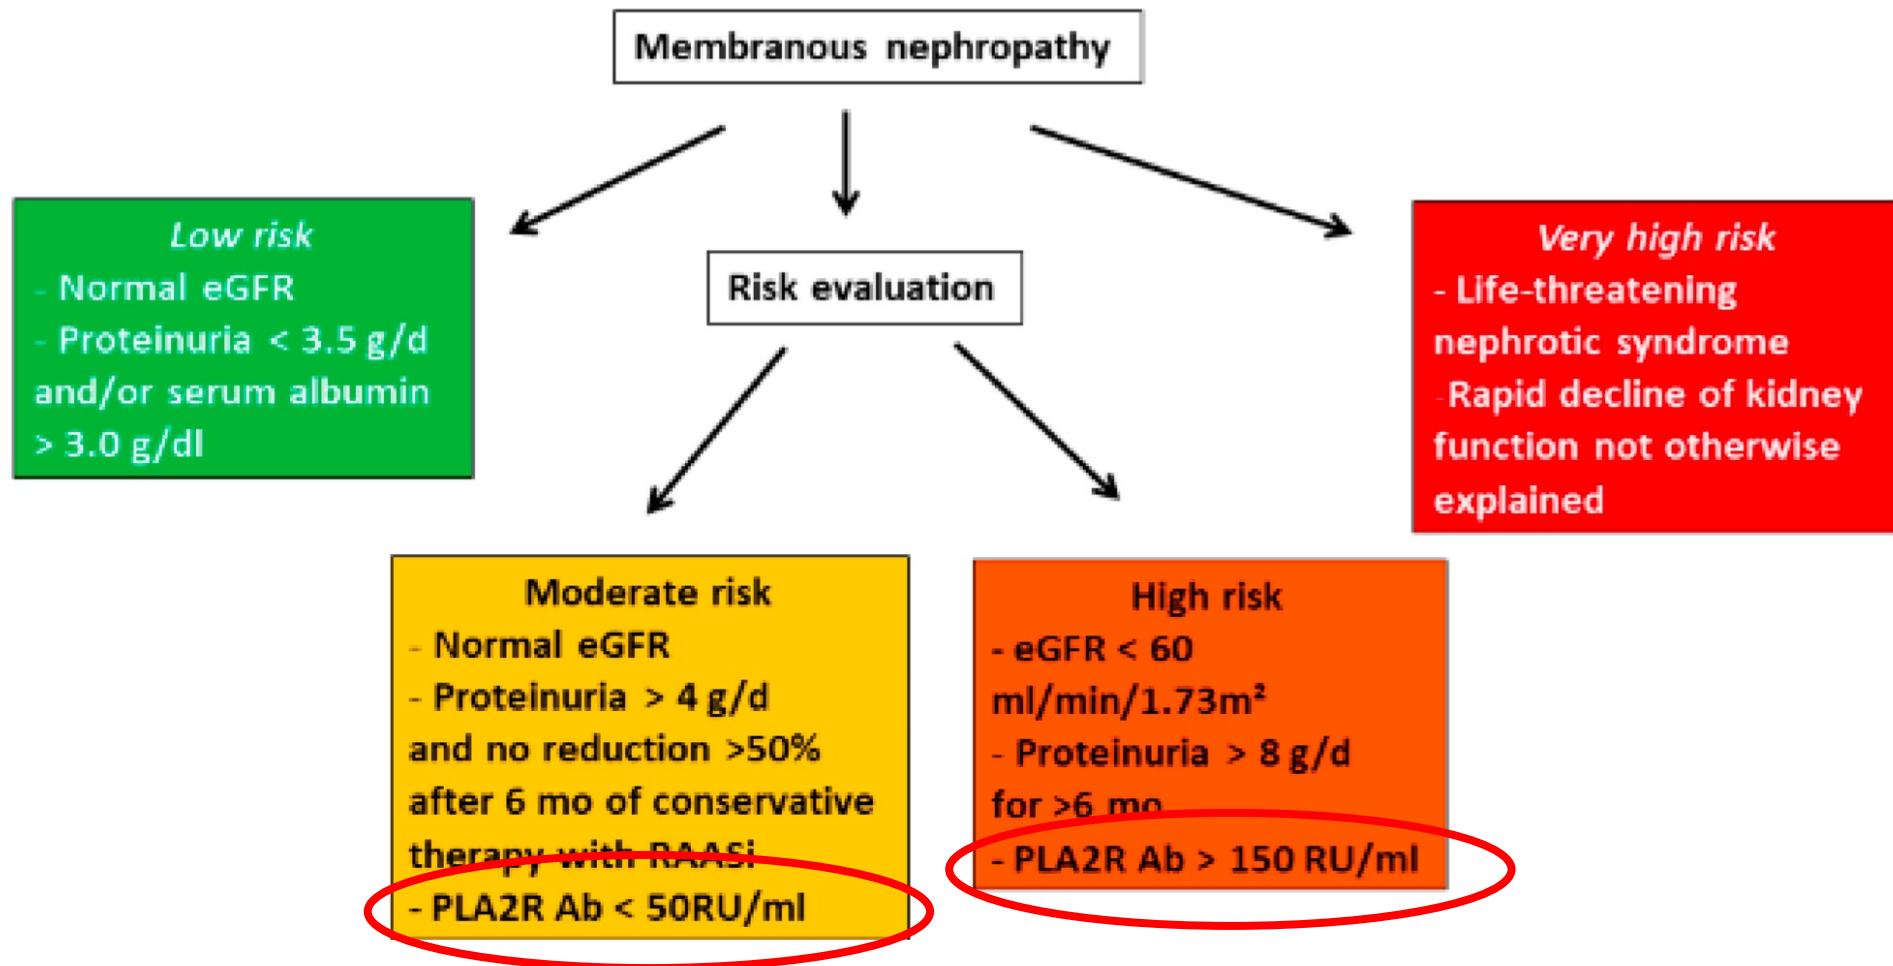 Membranous nephropathy
Low risk
- Normal eGFR
- Proteinuria < 3.5 g/d
and/or serum albumin
> 3.0 g/dl
Risk evaluation
Very high risk
- Life-threatening
nephrotic syndrome
-Rapid decline of kidney
function not otherwise
explained
Moderate risk
- Normal eGFR
- Proteinuria > 4 g/d
and no reduction >50%
after 6 mo of conservative
therapy with RAASi
- PLA2R Ab < 50RU/ml
High risk
- eGFR < 60
ml/min/1.73m²
- Proteinuria > 8 g/d
for >6 mo
- PLA2R Ab > 150 RU/ml